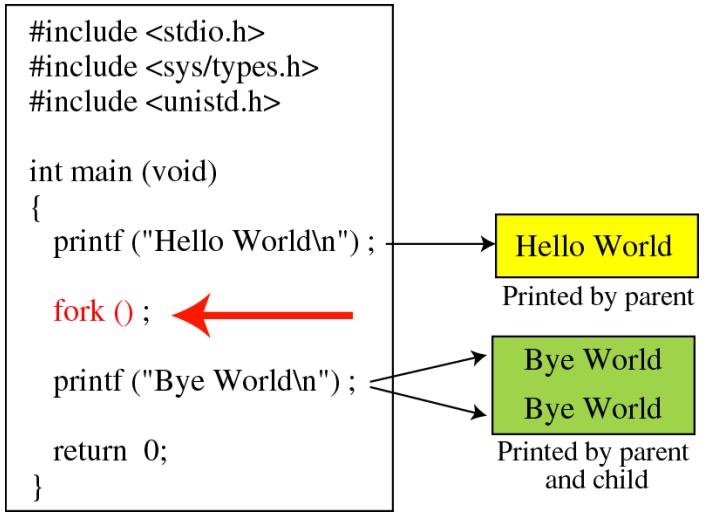 #include <stdio.h>
#include <sys/types.h>
#include <unistd.h>
int main (void)
{
printf ("Hello World\n") ;
fork () ;
printf ("Bye World\n") ;
return 0;
}
Hello World
Printed by parent
Bye World
Bye World
Printed by parent
and child